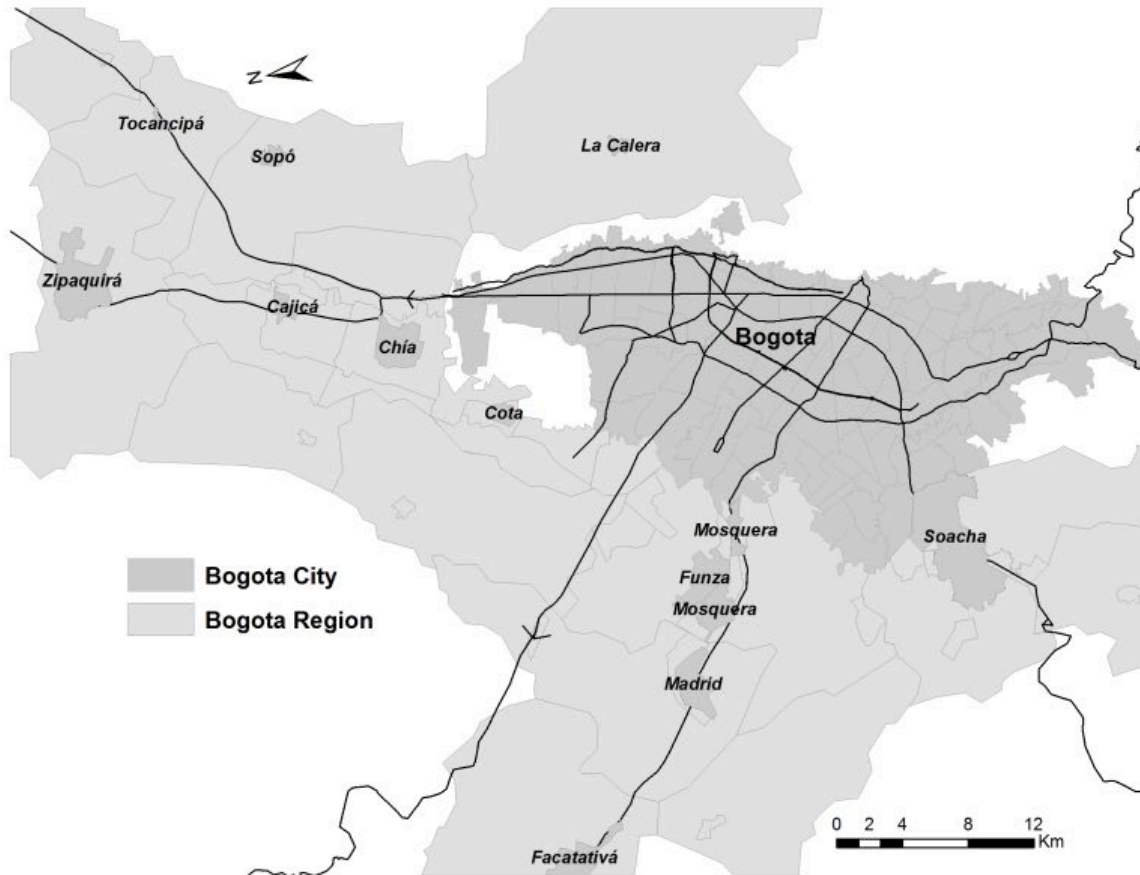 N
Tocancipá
Sopó
La Calera
Zipaquirá
Cajicá
Chía
Bogota
Cota
Mosquera
Soacha
Funza
Mosquera
Madrid
Facatativá
Bogota City
Bogota Region
0 2 4 8 12
Km